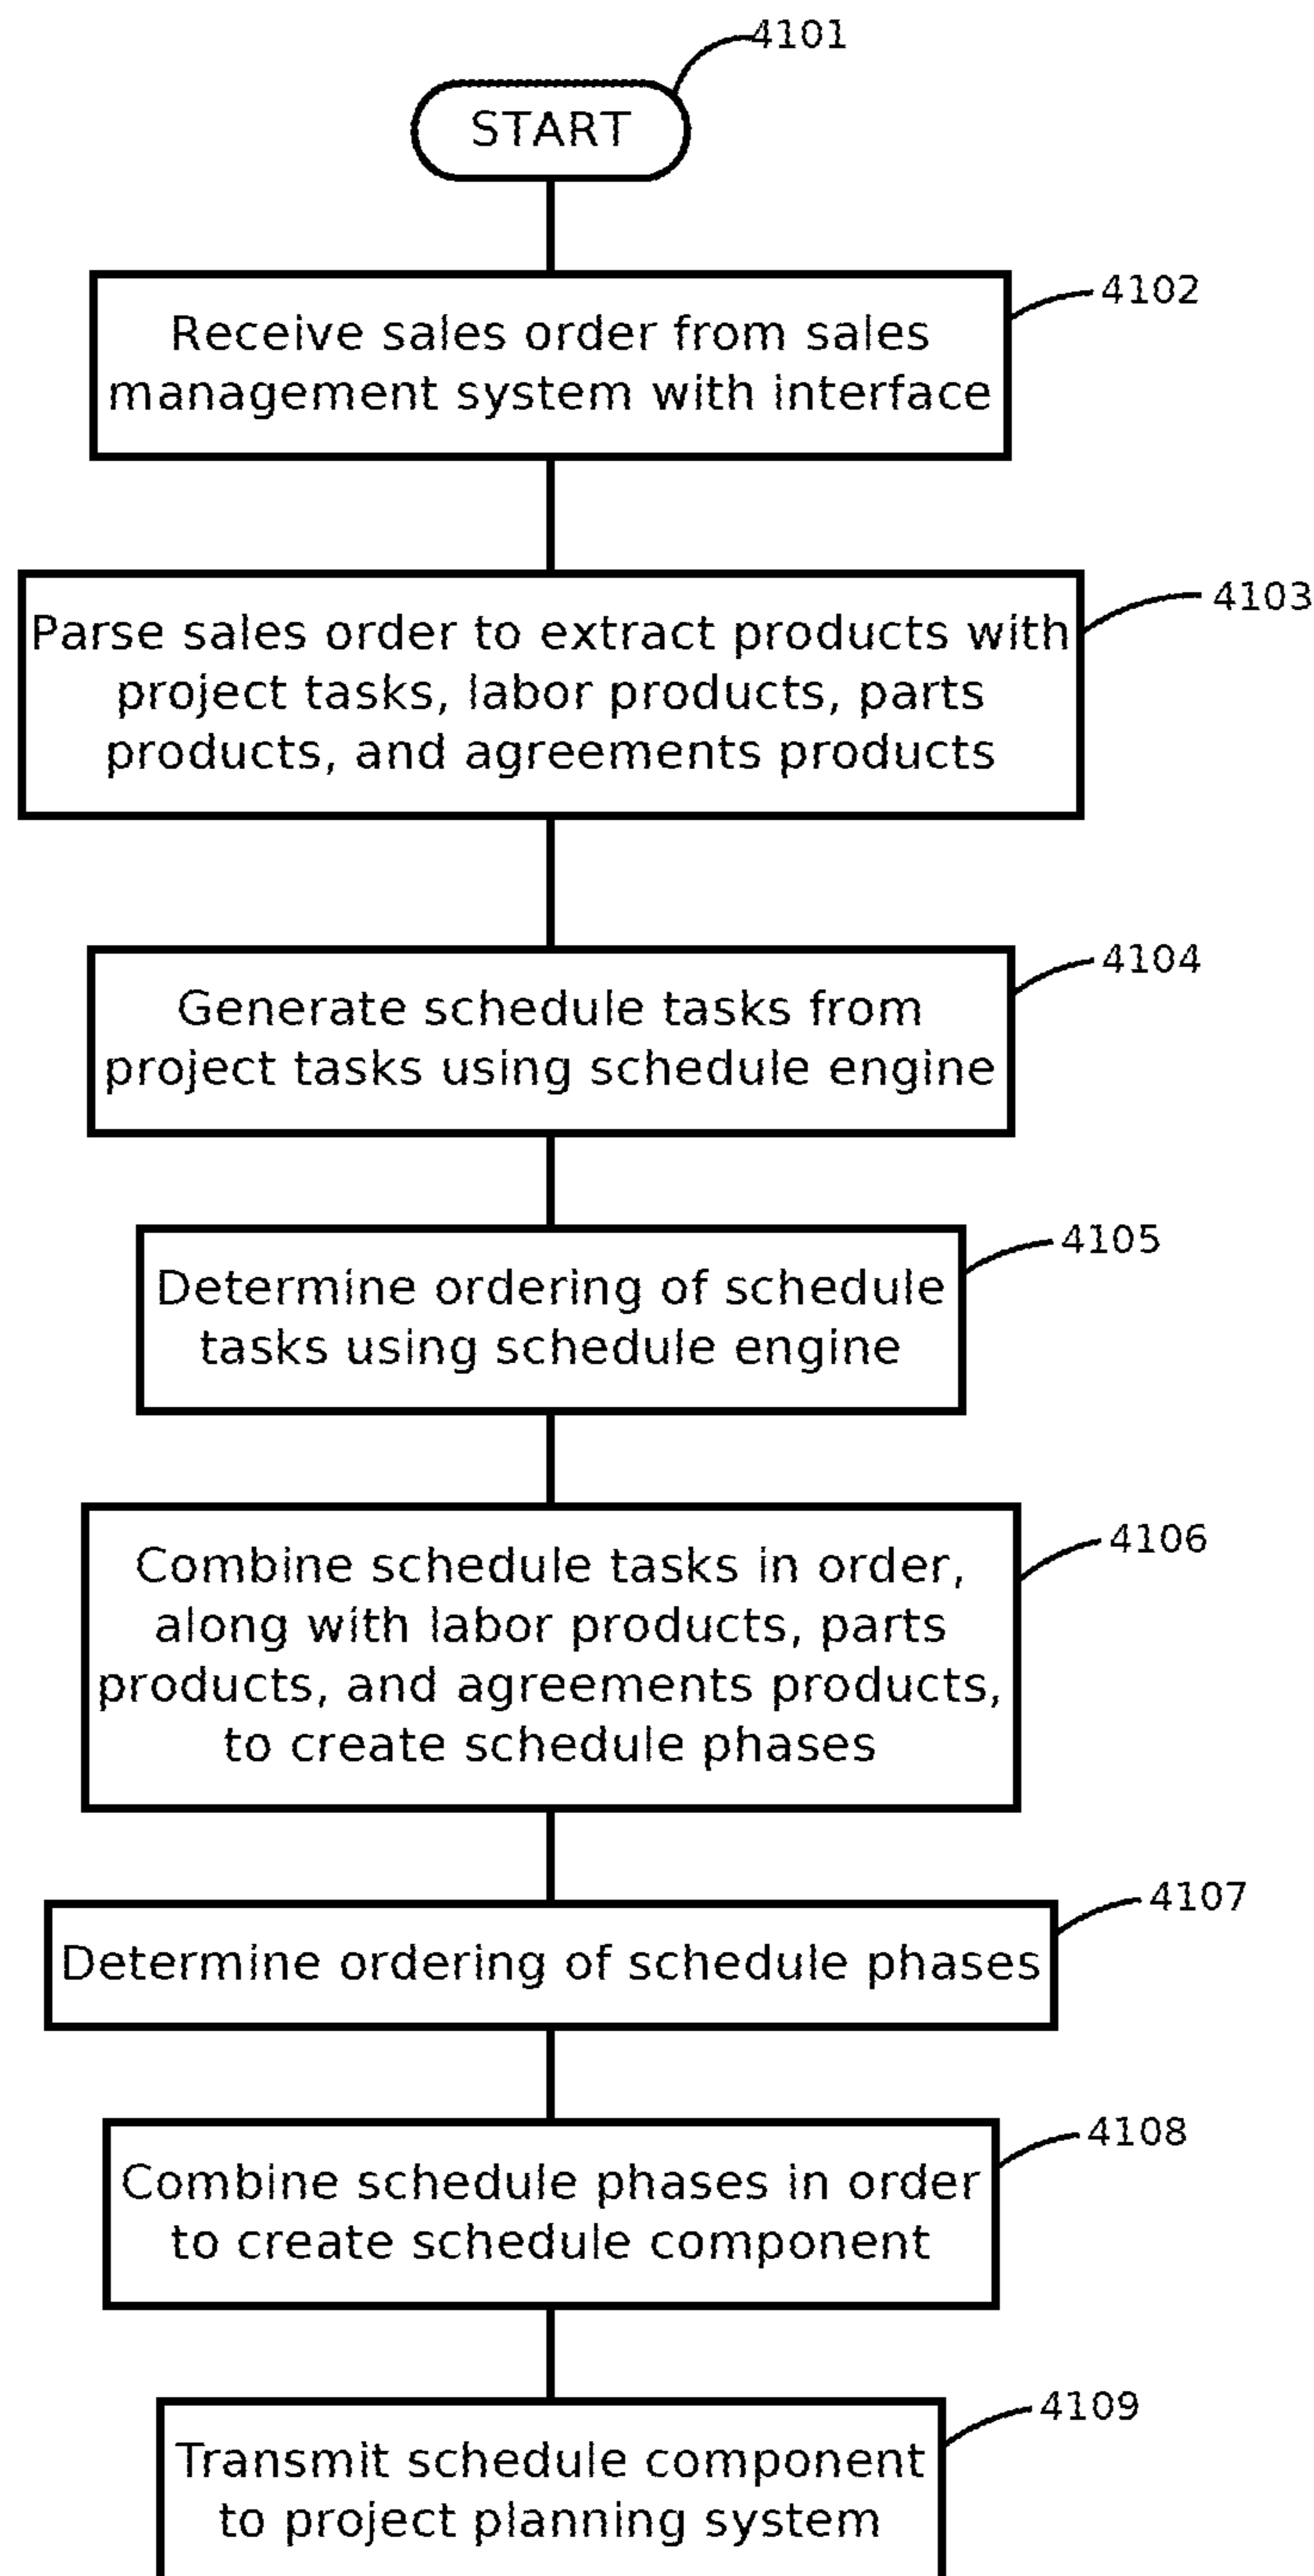 4101
START
4102
Receive sales order from sales
management system with interface
4103
Parse sales order to extract products with
project tasks, labor products, parts
products, and agreements products
4104
Generate schedule tasks from
project tasks using schedule engine
4105
Determine ordering of schedule
tasks using schedule engine
4106
Combine schedule tasks in order,
along with labor products, parts
products, and agreements products,
to create schedule phases
4107
Determine ordering of schedule phases
4108
Combine schedule phases in order
to create schedule component
4109
Transmit schedule component
to project planning system